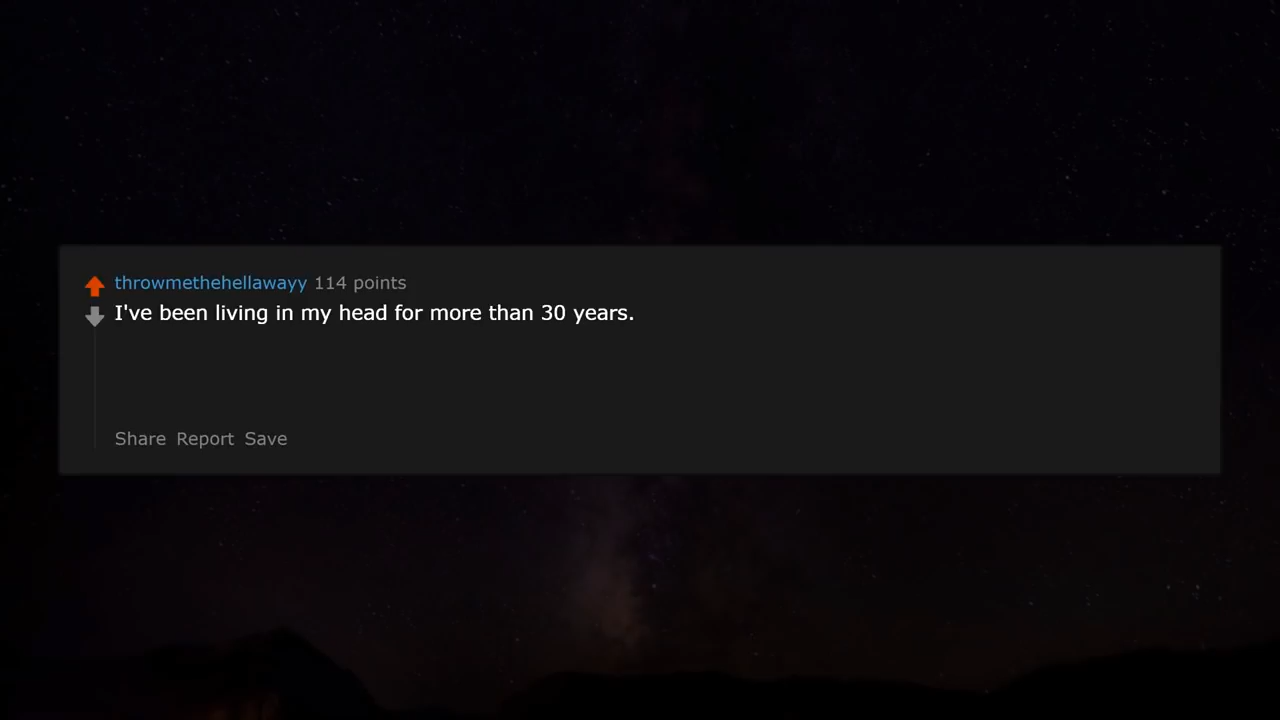 throwmethehellawayy 114 points
I've been living in my head for more than 30 years.
Share Report Save